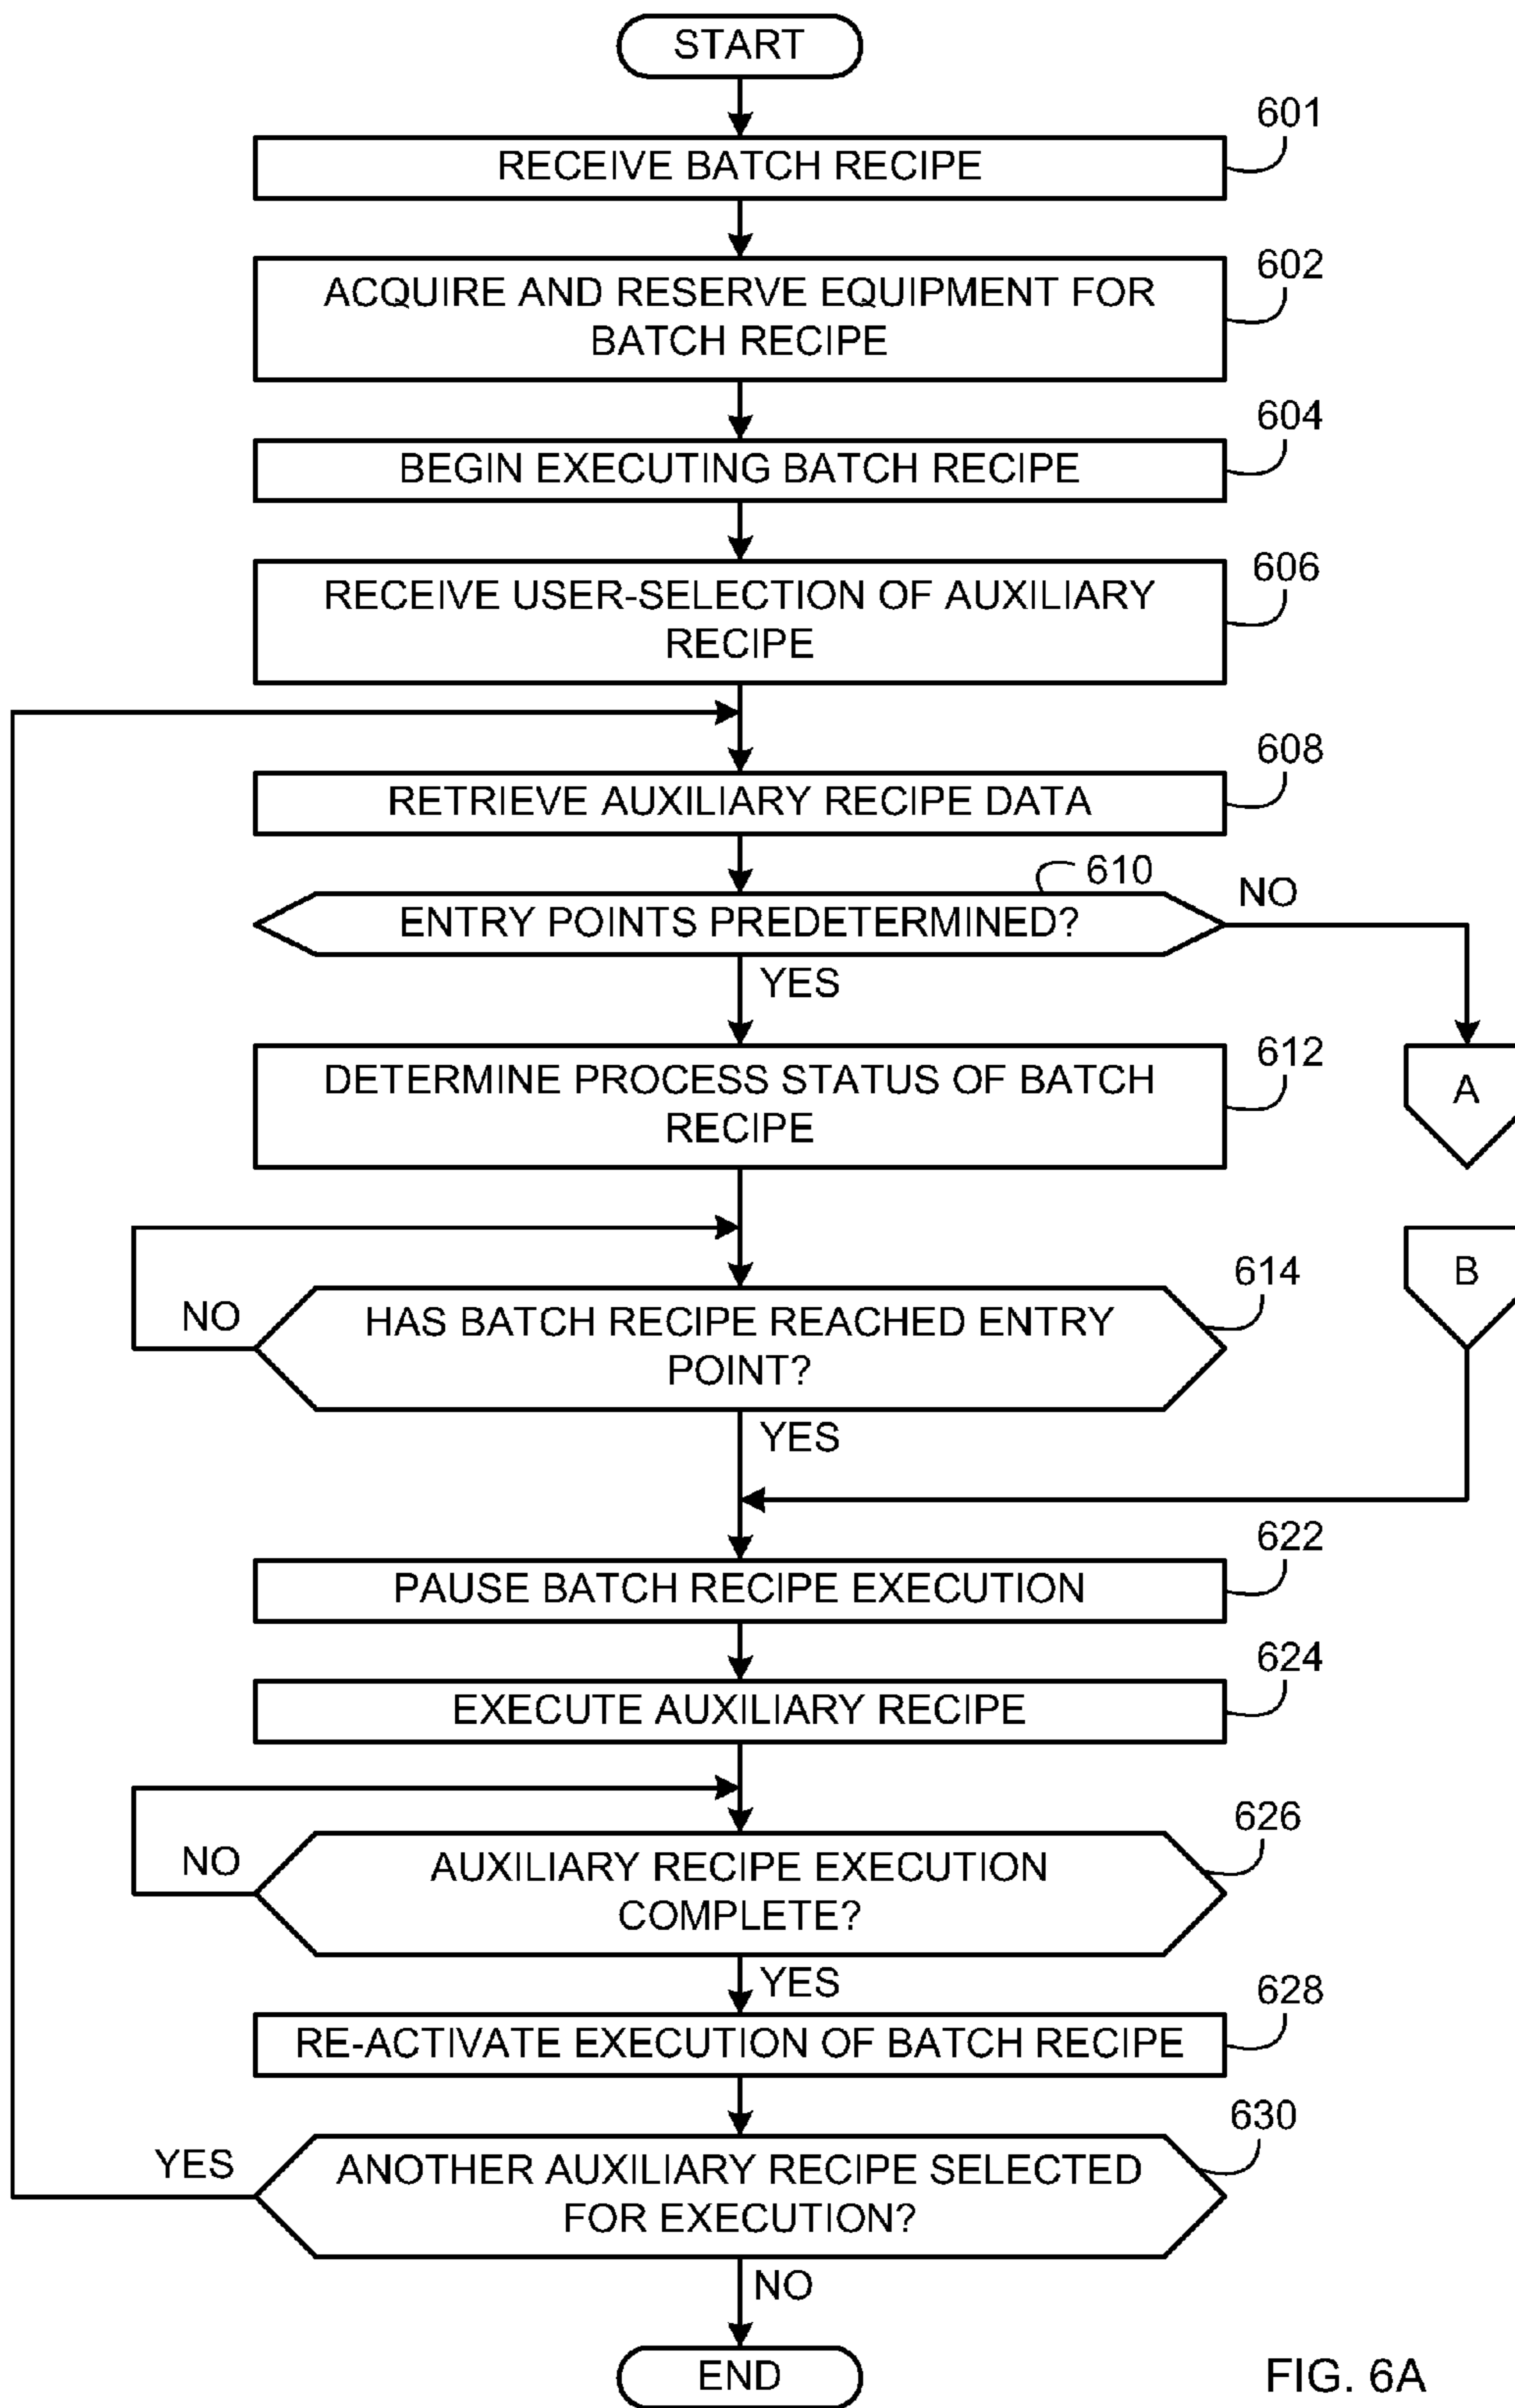 START
601
RECEIVE BATCH RECIPE
602
ACQUIRE AND RESERVE EQUIPMENT FOR
BATCH RECIPE
604
BEGIN EXECUTING BATCH RECIPE
606
RECEIVE USER-SELECTION OF AUXILIARY
RECIPE
608
RETRIEVE AUXILIARY RECIPE DATA
610
NO
ENTRY POINTS PREDETERMINED?
YES
612
DETERMINE PROCESS STATUS OF BATCH
RECIPE
A
614
B
NO
HAS BATCH RECIPE REACHED ENTRY
POINT?
YES
622
PAUSE BATCH RECIPE EXECUTION
624
EXECUTE AUXILIARY RECIPE
626
NO
AUXILIARY RECIPE EXECUTION
COMPLETE?
YES
628
RE-ACTIVATE EXECUTION OF BATCH RECIPE
630
YES
ANOTHER AUXILIARY RECIPE SELECTED
FOR EXECUTION?
NO
END
FIG. 6A